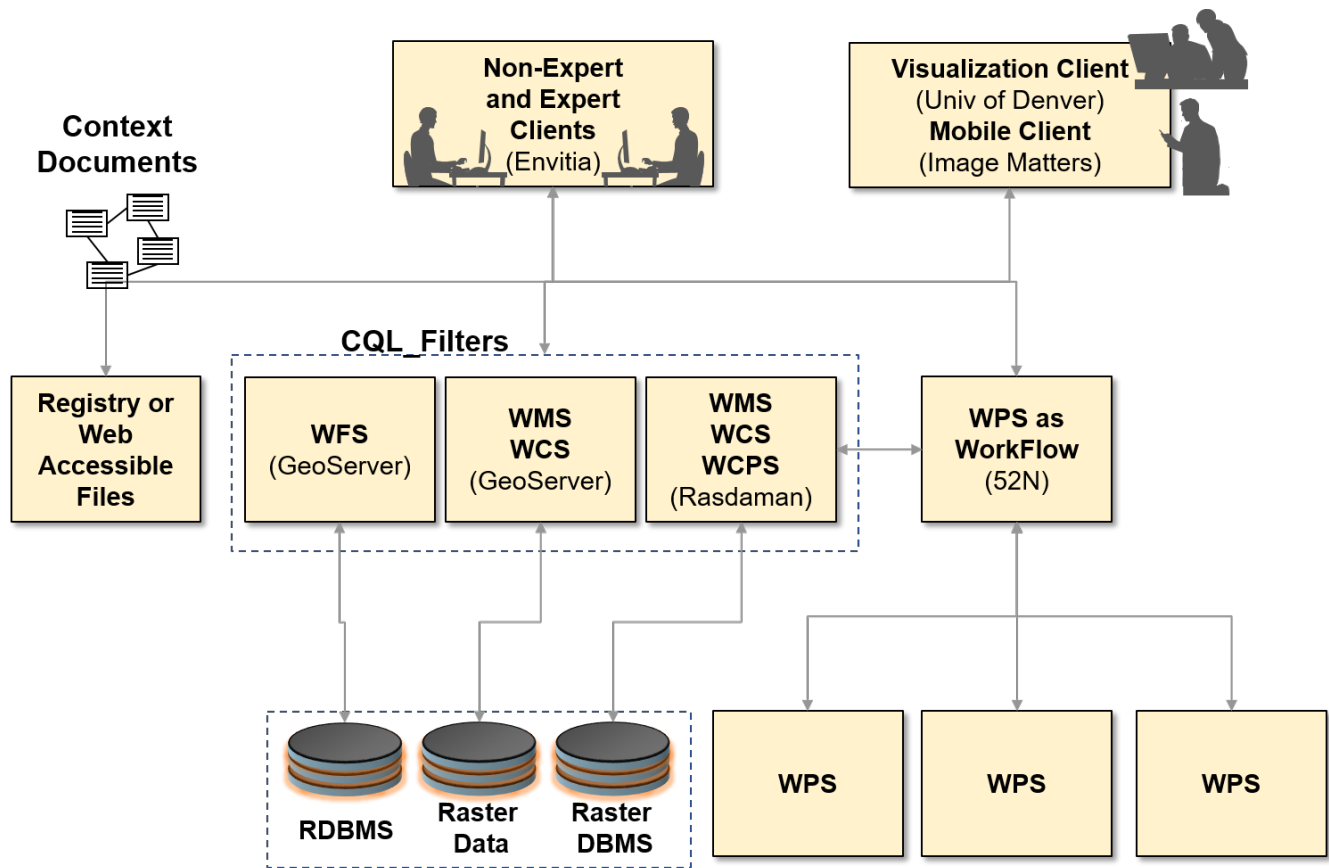 Non-Expert
and Expert
Clients
(Envitia)
Visualization Client
(Univ of Denver)
Mobile Client
(Image Matters)
Context
Documents
CQL_Filters
Registry or
Web
Accessible
Files
WFS
(GeoServer)
WMS
WCS
(GeoServer)
WMS
WCS
WCPS
(Rasdaman)
WPS as
WorkFlow
(52N)
RDBMS
Raster
Data
Raster
DBMS
WPS
WPS
WPS